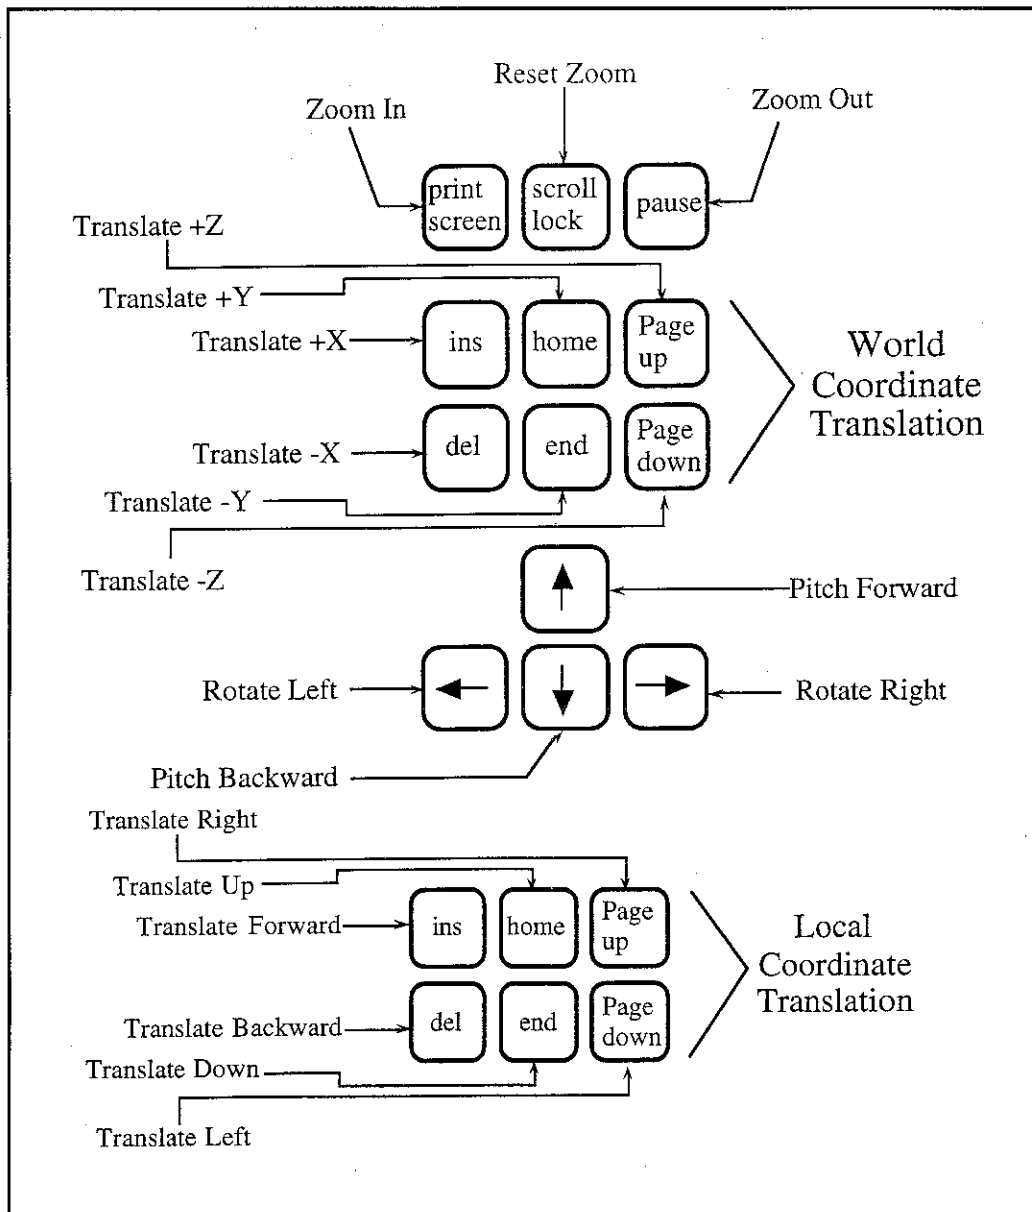 Reset Zoom
Zoom In
Zoom Out
print
screen
scroll
lock
pause
Translate +Z
Translate +Y
Translate +X
ins
home
Page
up
World
Coordinate
Translation
Translate -X
del
end
Page
down
Translate -Y
Translate -Z
Pitch Forward
Rotate Left
Rotate Right
Pitch Backward
Translate Right
Translate Up
Translate Forward
ins
home
Page
up
Local
Coordinate
Translation
Translate Backward
del
end
Page
down
Translate Down
Translate Left